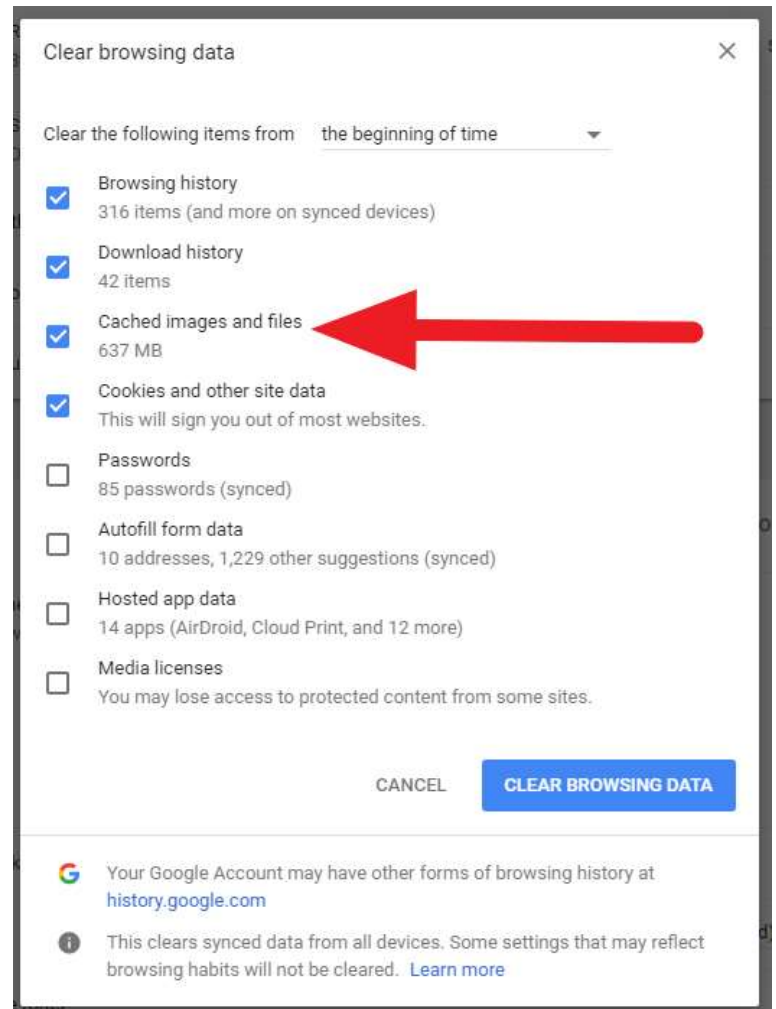 Clear browsing data
Clear the following items from the beginning of time
Browsing history
316 items (and more on synced devices)
Download history
42 items
Cached images and files
637 MB
Cookies and other site data
This will sign you out of most websites.
Passwords
85 passwords (synced)
Autofill form data
10 addresses, 1,229 other suggestions (synced)
Hosted app data
14 apps (AirDroid, Cloud Print, and 12 more)
Media licenses
You may lose access to protected content from some sites.
CANCEL CLEAR BROWSING DATA
Your Google Account may have other forms of browsing history at
history.google.com
This clears synced data from all devices. Some settings that may reflect
browsing habits will not be cleared. Learn more